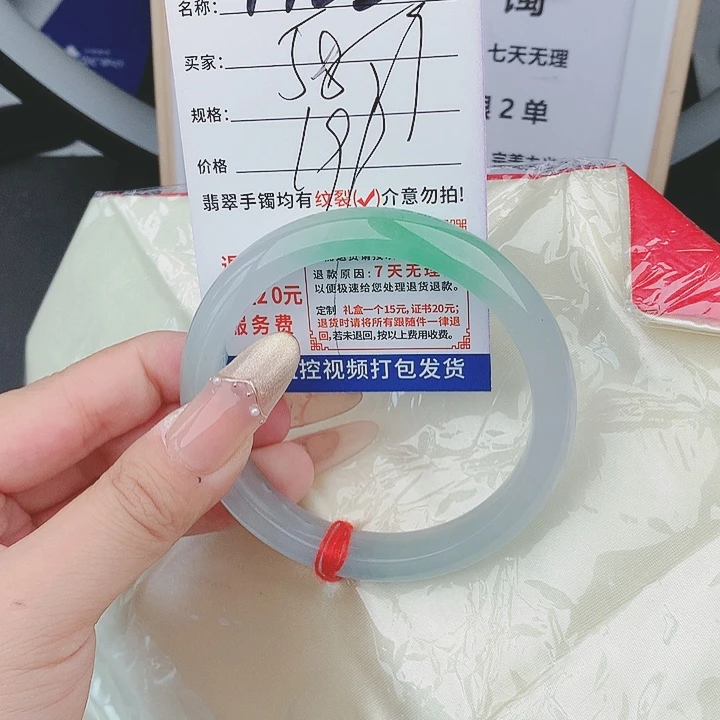 名称:
买家: 58
规格:
价格
翡翠手镯均有纹裂(✓)介意勿拍!
退款原因:7天无理
以便极速给您处理退货退款。
20元
服务费
定制 礼盒一个15元,证书20元;
退货时请将所有跟随件一律退
回,若未退回,按以上费用收费。
控视频打包发货
七天无理
2单